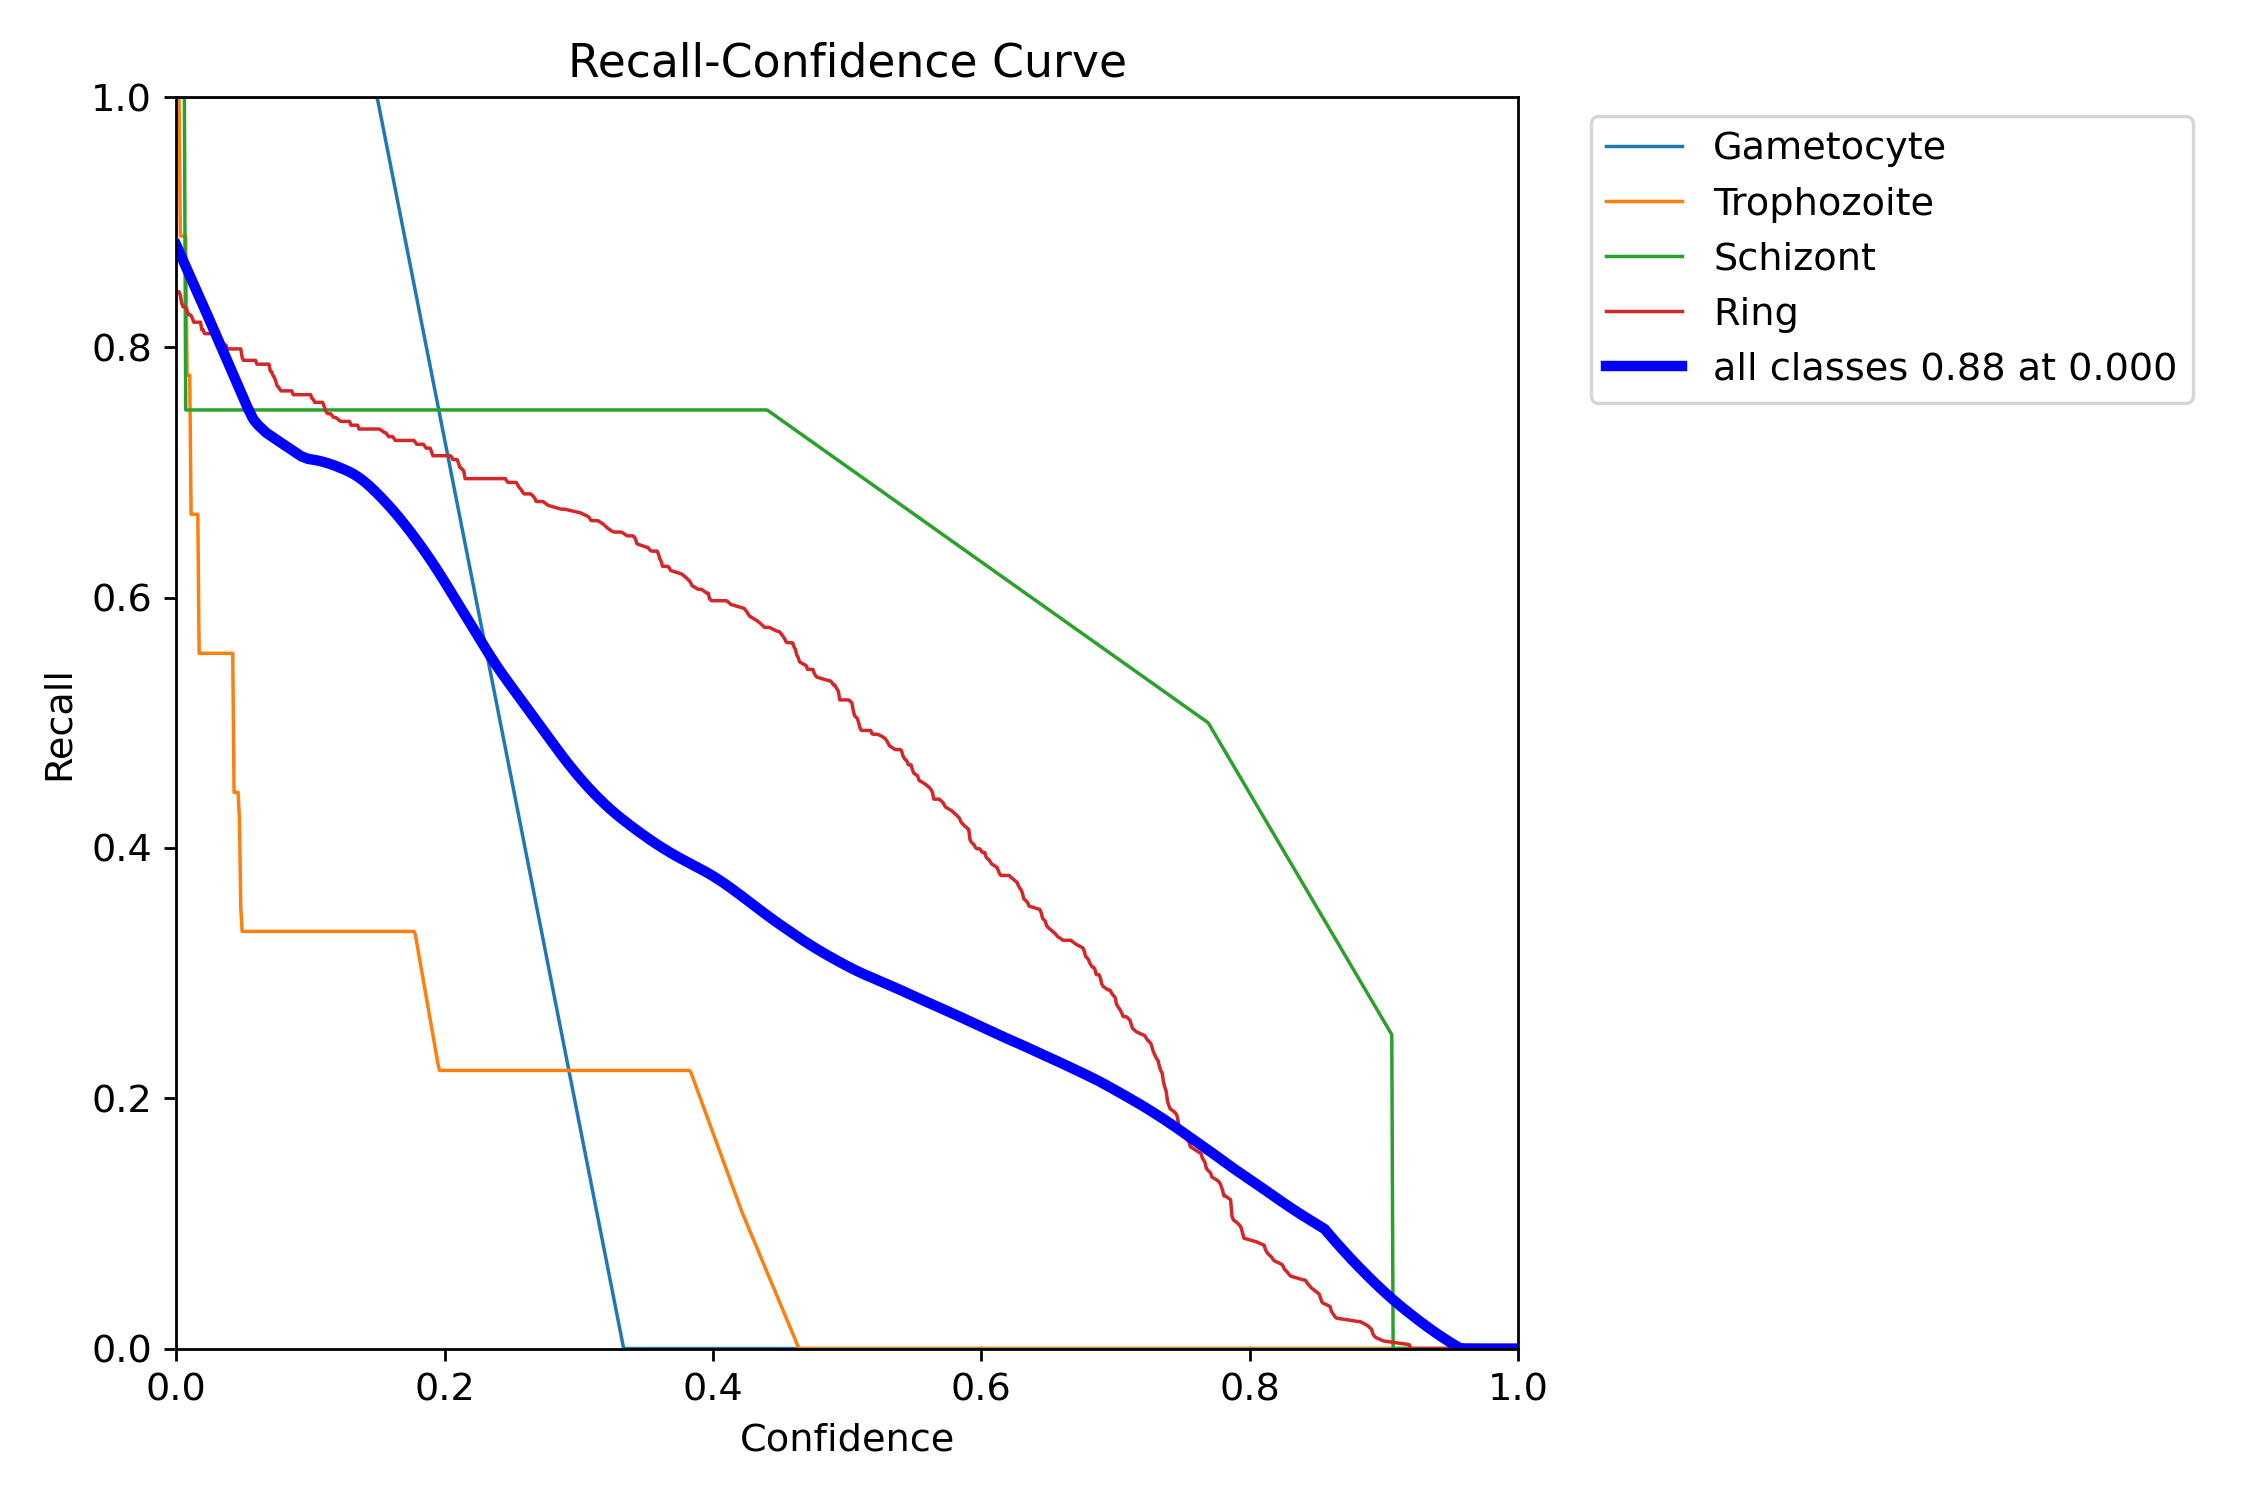 Recall-Confidence Curve
1.0
0.8
0.6
0.4
0.2
0.0
Recall
0.0 0.2 0.4 0.6 0.8 1.0
Confidence
Gametocyte
Trophozoite
Schizont
Ring
all classes 0.88 at 0.000